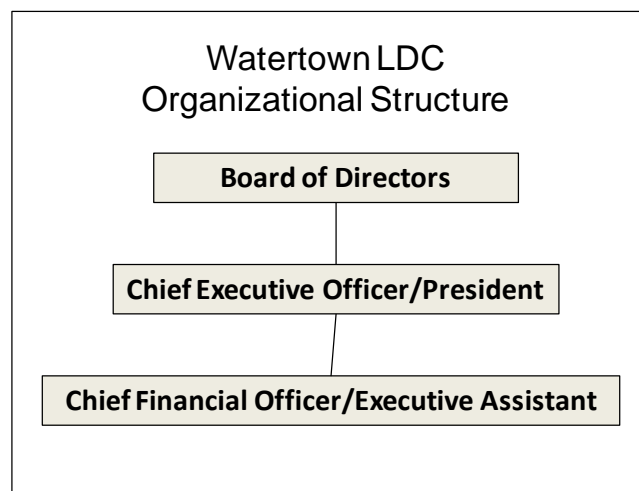 Watertown LDC
Organizational Structure
Board of Directors
Chief Executive Officer/President
Chief Financial Officer/Executive Assistant